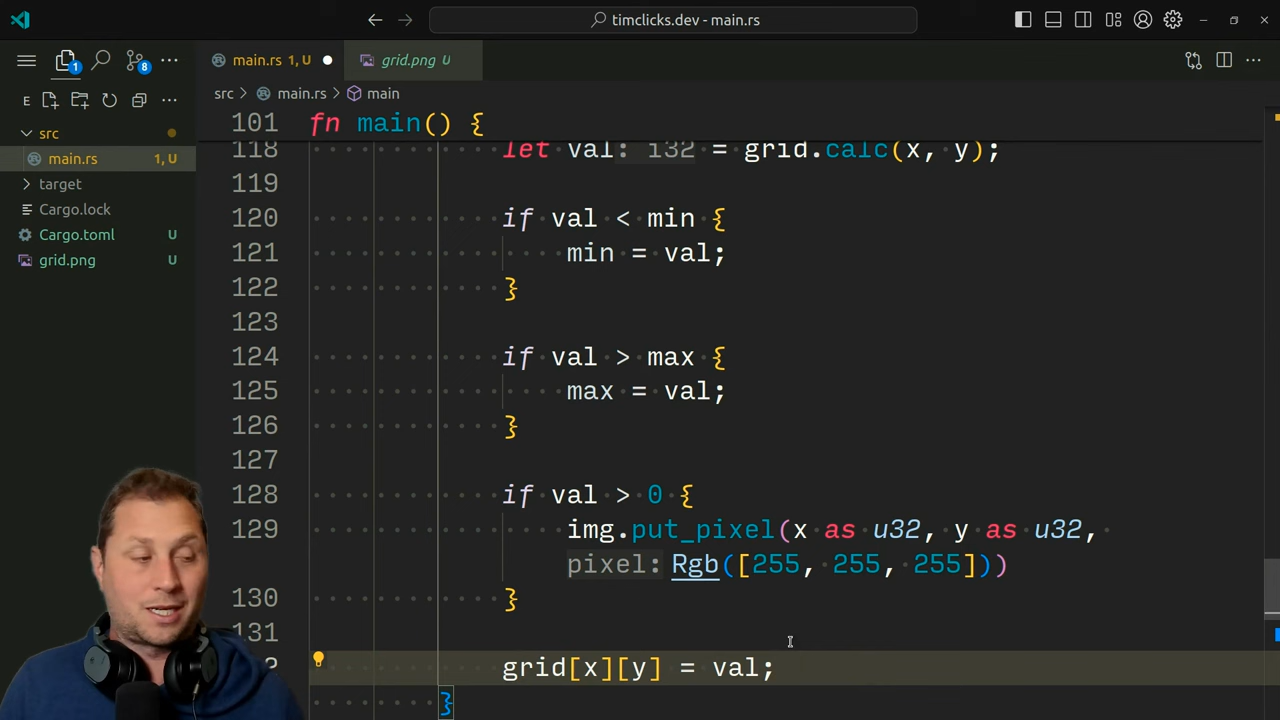 timclicks.dev - main.rs
main.rs 1, U
grid.png U
1
8
E
src > main.rs > main
src
main.rs 1, U
target
Cargo.lock
Cargo.toml U
grid.png U
101 fn main() {
118 let val: i32 = grid.calc(x, y);
119
120 if val < min {
121 min = val;
122 }
123
124 if val > max {
125 max = val;
126 }
127
128 if val > 0 {
129 img.put_pixel(x as u32, y as u32,
pixel: Rgb([255, 255, 255]))
130 }
131
grid[x][y] = val;
}